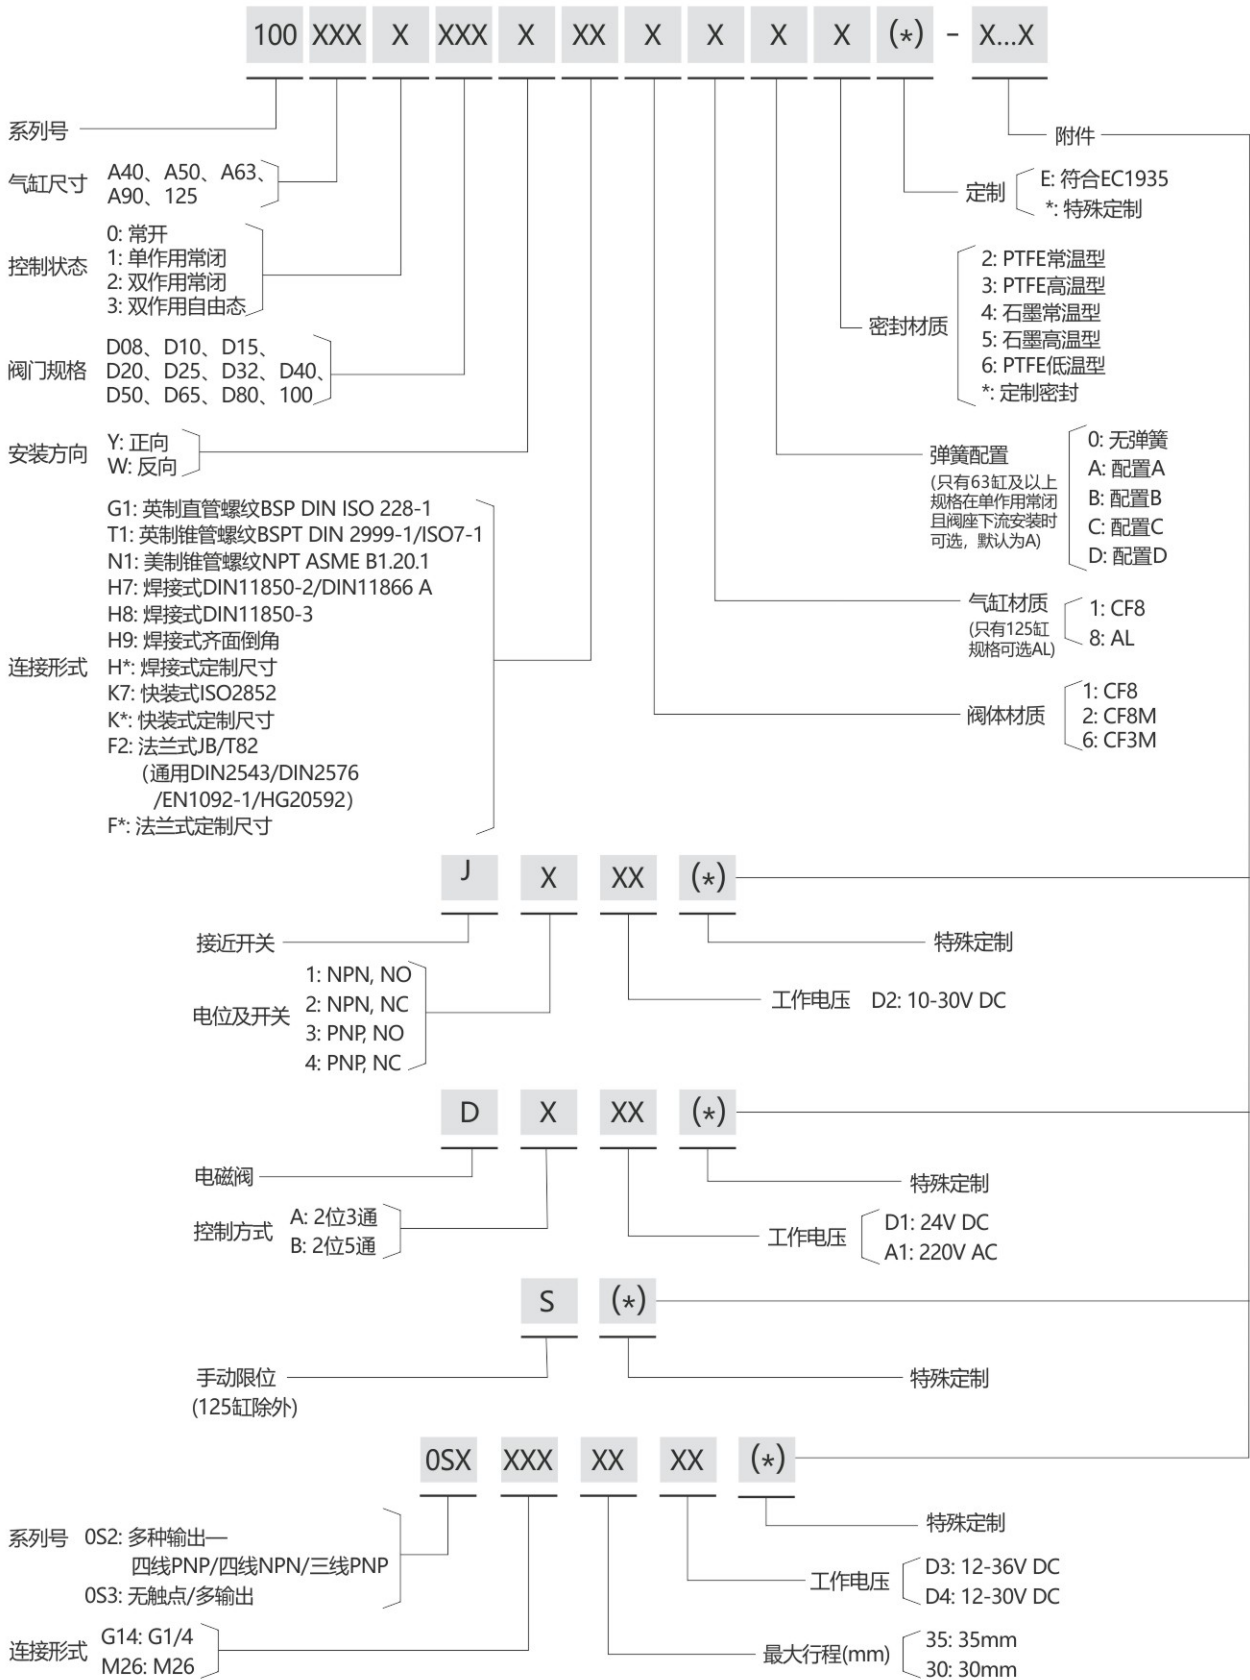 100 XXX X XXX X XX X X X X (*) - X...X
系列号
气缸尺寸
A40、A50、A63、
A90、125
控制状态
0: 常开
1: 单作用常闭
2: 双作用常闭
3: 双作用自由态
阀门规格
D08、D10、D15、
D20、D25、D32、D40、
D50、D65、D80、100
安装方向
Y: 正向
W: 反向
连接形式
G1: 英制直管螺纹BSP DIN ISO 228-1
T1: 英制锥管螺纹BSPT DIN 2999-1/ISO7-1
N1: 美制锥管螺纹NPT ASME B1.20.1
H7: 焊接式DIN11850-2/DIN11866 A
H8: 焊接式DIN11850-3
H9: 焊接式齐面倒角
H*: 焊接式定制尺寸
K7: 快装式ISO2852
K*: 快装式定制尺寸
F2: 法兰式JB/T82
(通用DIN2543/DIN2576
/EN1092-1/HG20592)
F*: 法兰式定制尺寸
附件
定制
E: 符合EC1935
*: 特殊定制
密封材质
2: PTFE常温型
3: PTFE高温型
4: 石墨常温型
5: 石墨高温型
6: PTFE低温型
*: 定制密封
弹簧配置
(只有63缸及以上
规格在单作用常闭
且阀座下流安装时
可选，默认为A)
0: 无弹簧
A: 配置A
B: 配置B
C: 配置C
D: 配置D
气缸材质
(只有125缸
规格可选AL)
1: CF8
8: AL
阀体材质
1: CF8
2: CF8M
6: CF3M
J X XX (*)
接近开关
特殊定制
电位及开关
1: NPN, NO
2: NPN, NC
3: PNP, NO
4: PNP, NC
工作电压 D2: 10-30V DC
D X XX (*)
电磁阀
特殊定制
控制方式
A: 2位3通
B: 2位5通
工作电压
D1: 24V DC
A1: 220V AC
S (*)
手动限位
(125缸除外)
特殊定制
0SX XXX XX XX (*)
系列号 0S2: 多种输出—
四线PNP/四线NPN/三线PNP
0S3: 无触点/多输出
特殊定制
工作电压
D3: 12-36V DC
D4: 12-30V DC
连接形式
G14: G1/4
M26: M26
最大行程(mm)
35: 35mm
30: 30mm